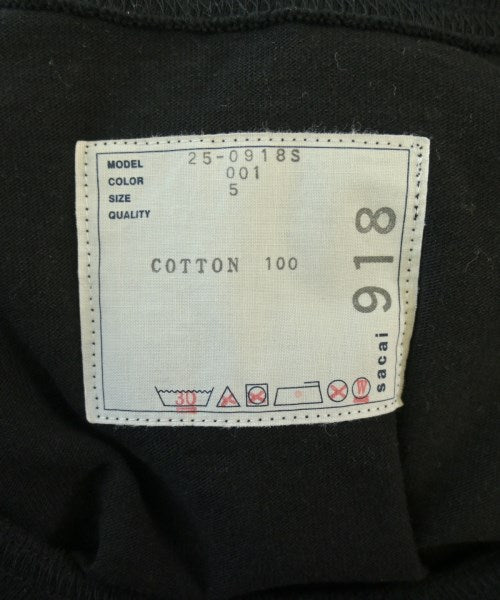 MODEL 25-0918S
COLOR 001
SIZE 5
QUALITY
COTTON 100
918
sacai
30
W